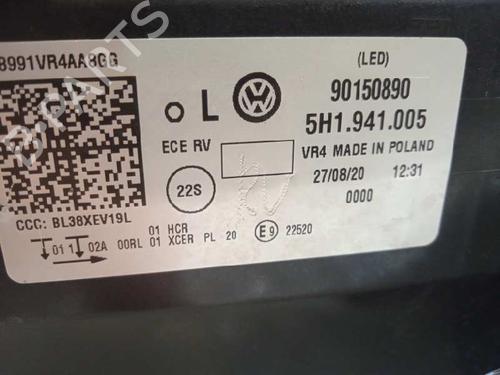 8991VR4AA8GG
(LED)
L
90150890
5H1.941.005
ECE RV
VR4 MADE IN POLAND
22S
27/08/20 12:31
0000
CCC: BL38XEV19L
01 HCR
01 1 02A 00RL 01 XCER PL 20 E9 22520